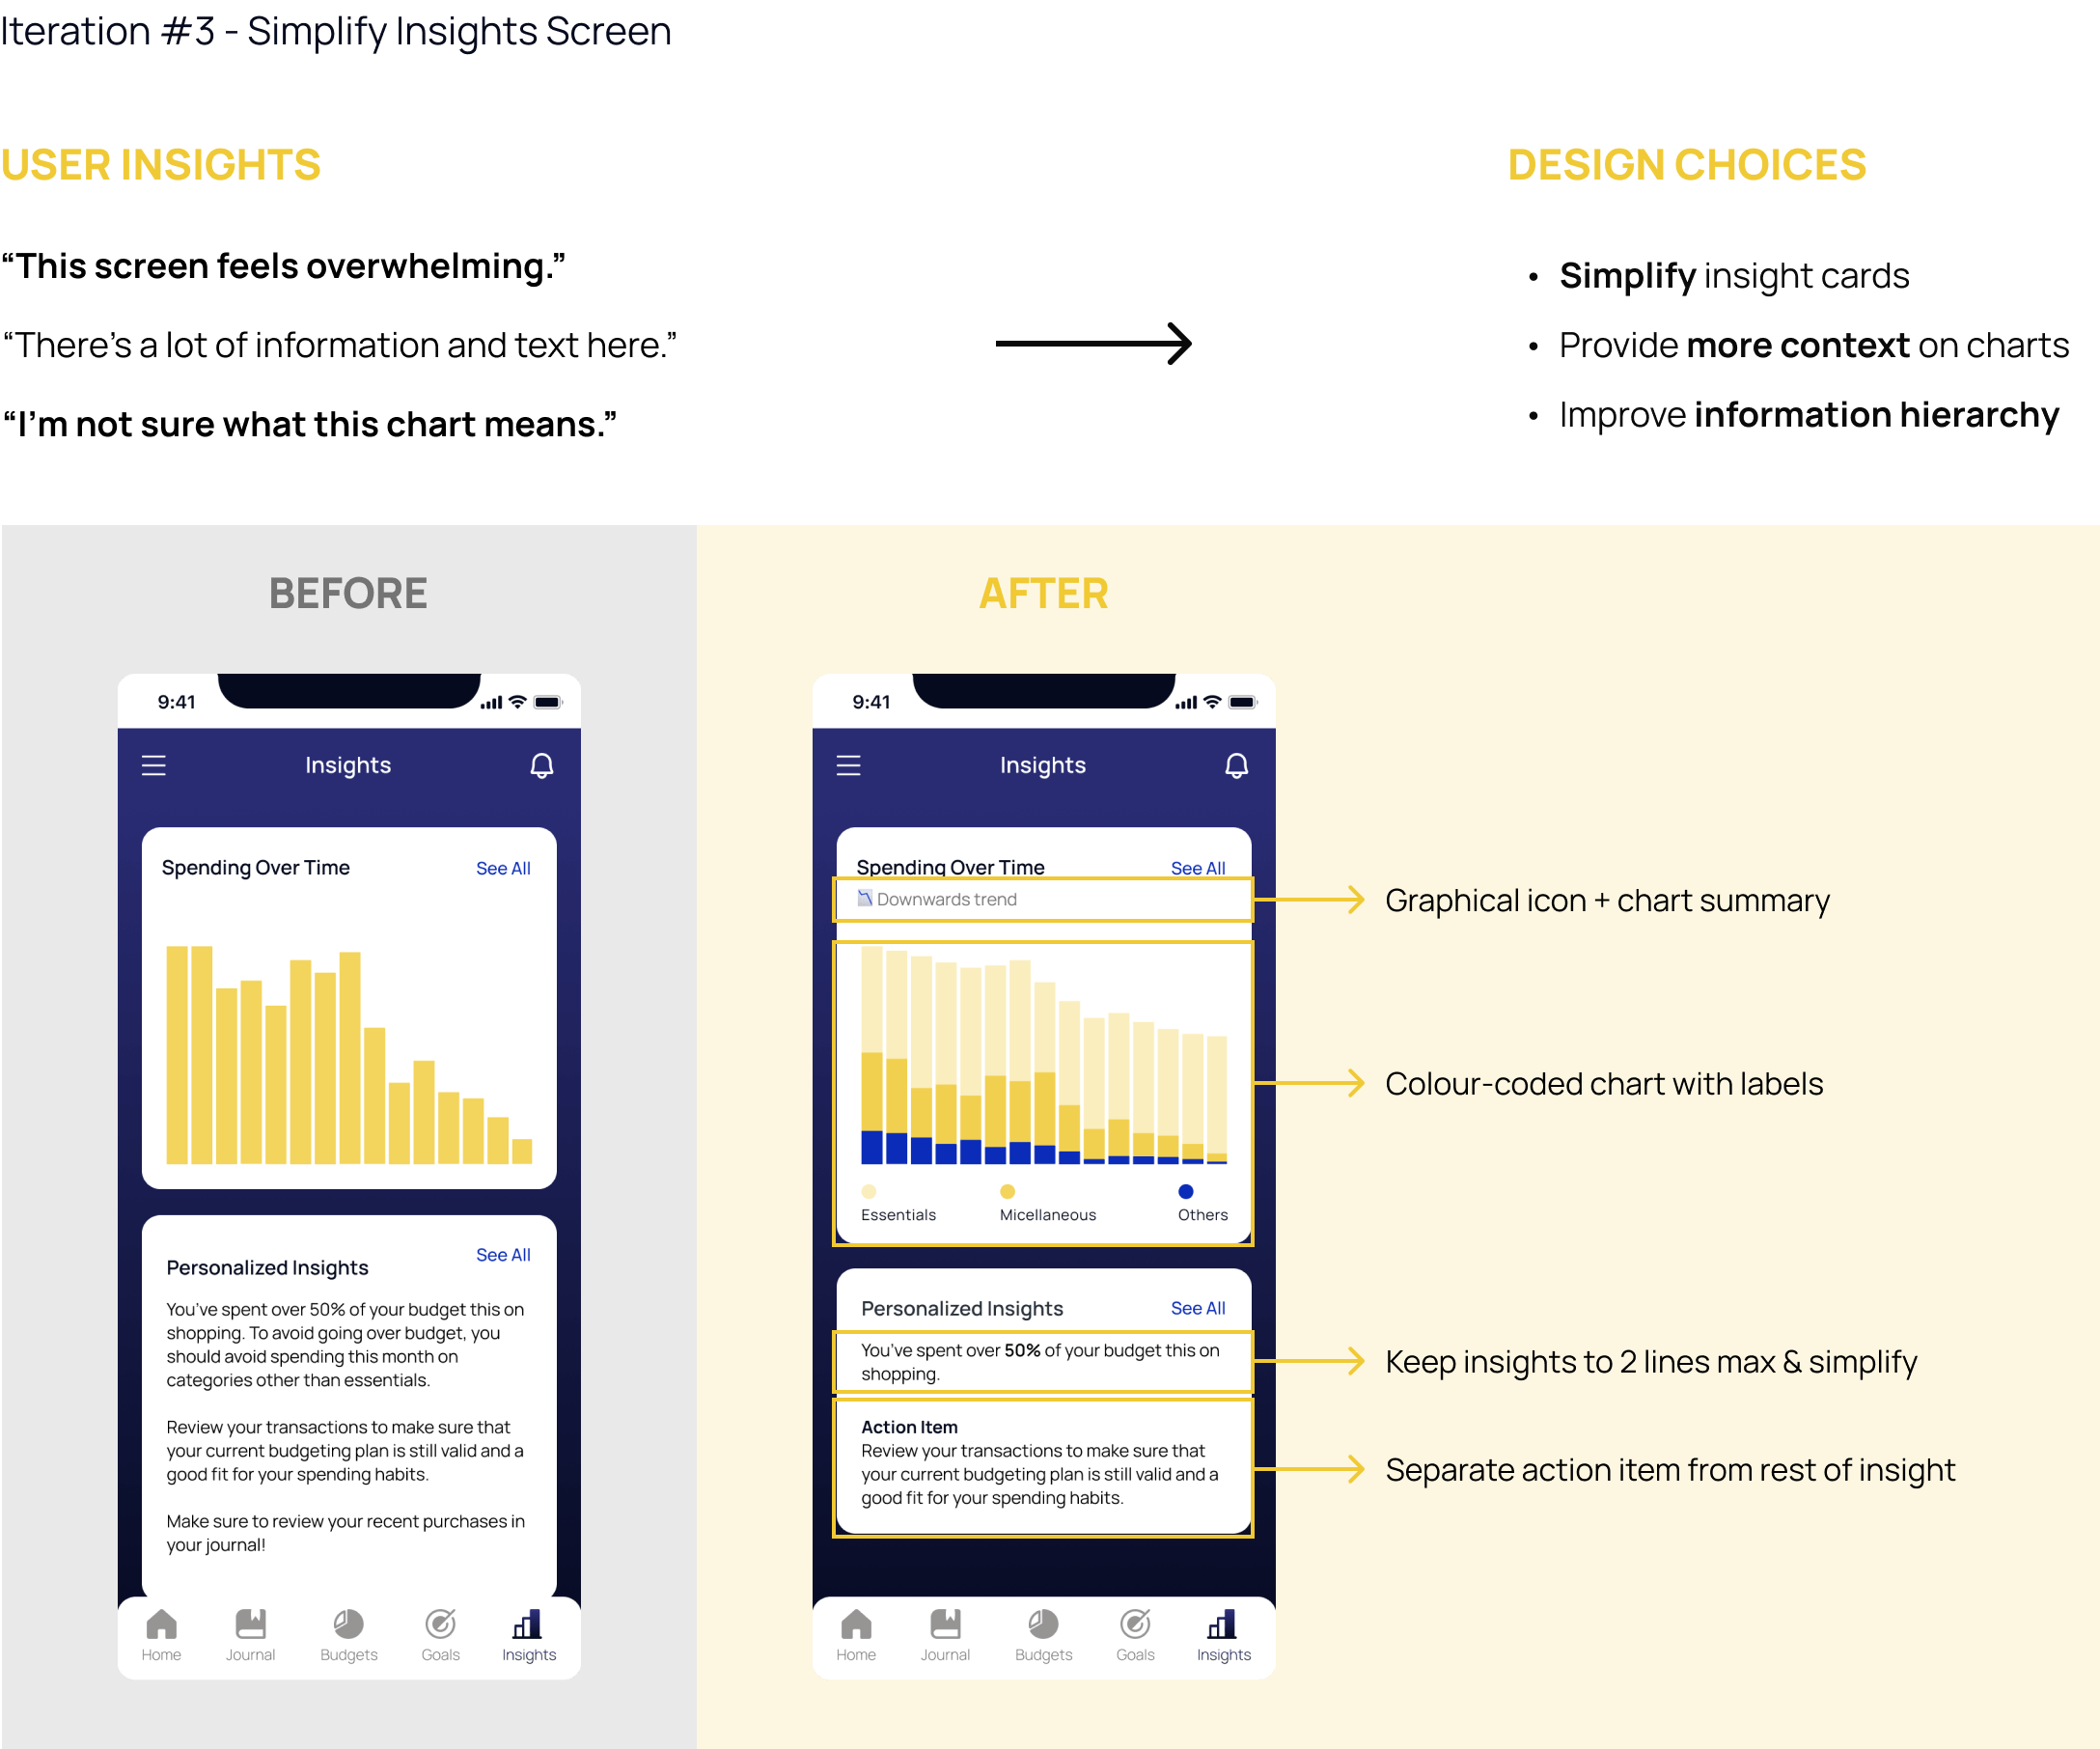 Iteration #3 - Simplify Insights Screen
USER INSIGHTS
“This screen feels overwhelming.”
“There’s a lot of information and text here.”
“I’m not sure what this chart means.”
DESIGN CHOICES
• Simplify insight cards
• Provide more context on charts
• Improve information hierarchy
BEFORE
9:41
Insights
Spending Over Time
See All
Personalized Insights
See All
You’ve spent over 50% of your budget this on
shopping. To avoid going over budget, you
should avoid spending this month on
categories other than essentials.
Review your transactions to make sure that
your current budgeting plan is still valid and a
good fit for your spending habits.
Make sure to review your recent purchases in
your journal!
Home
Journal
Budgets
Goals
Insights
AFTER
9:41
Insights
Spending Over Time
See All
Downwards trend
Essentials
Micellaneous
Others
Personalized Insights
See All
You’ve spent over 50% of your budget this on
shopping.
Action Item
Review your transactions to make sure that
your current budgeting plan is still valid and a
good fit for your spending habits.
Home
Journal
Budgets
Goals
Insights
Graphical icon + chart summary
Colour-coded chart with labels
Keep insights to 2 lines max & simplify
Separate action item from rest of insight